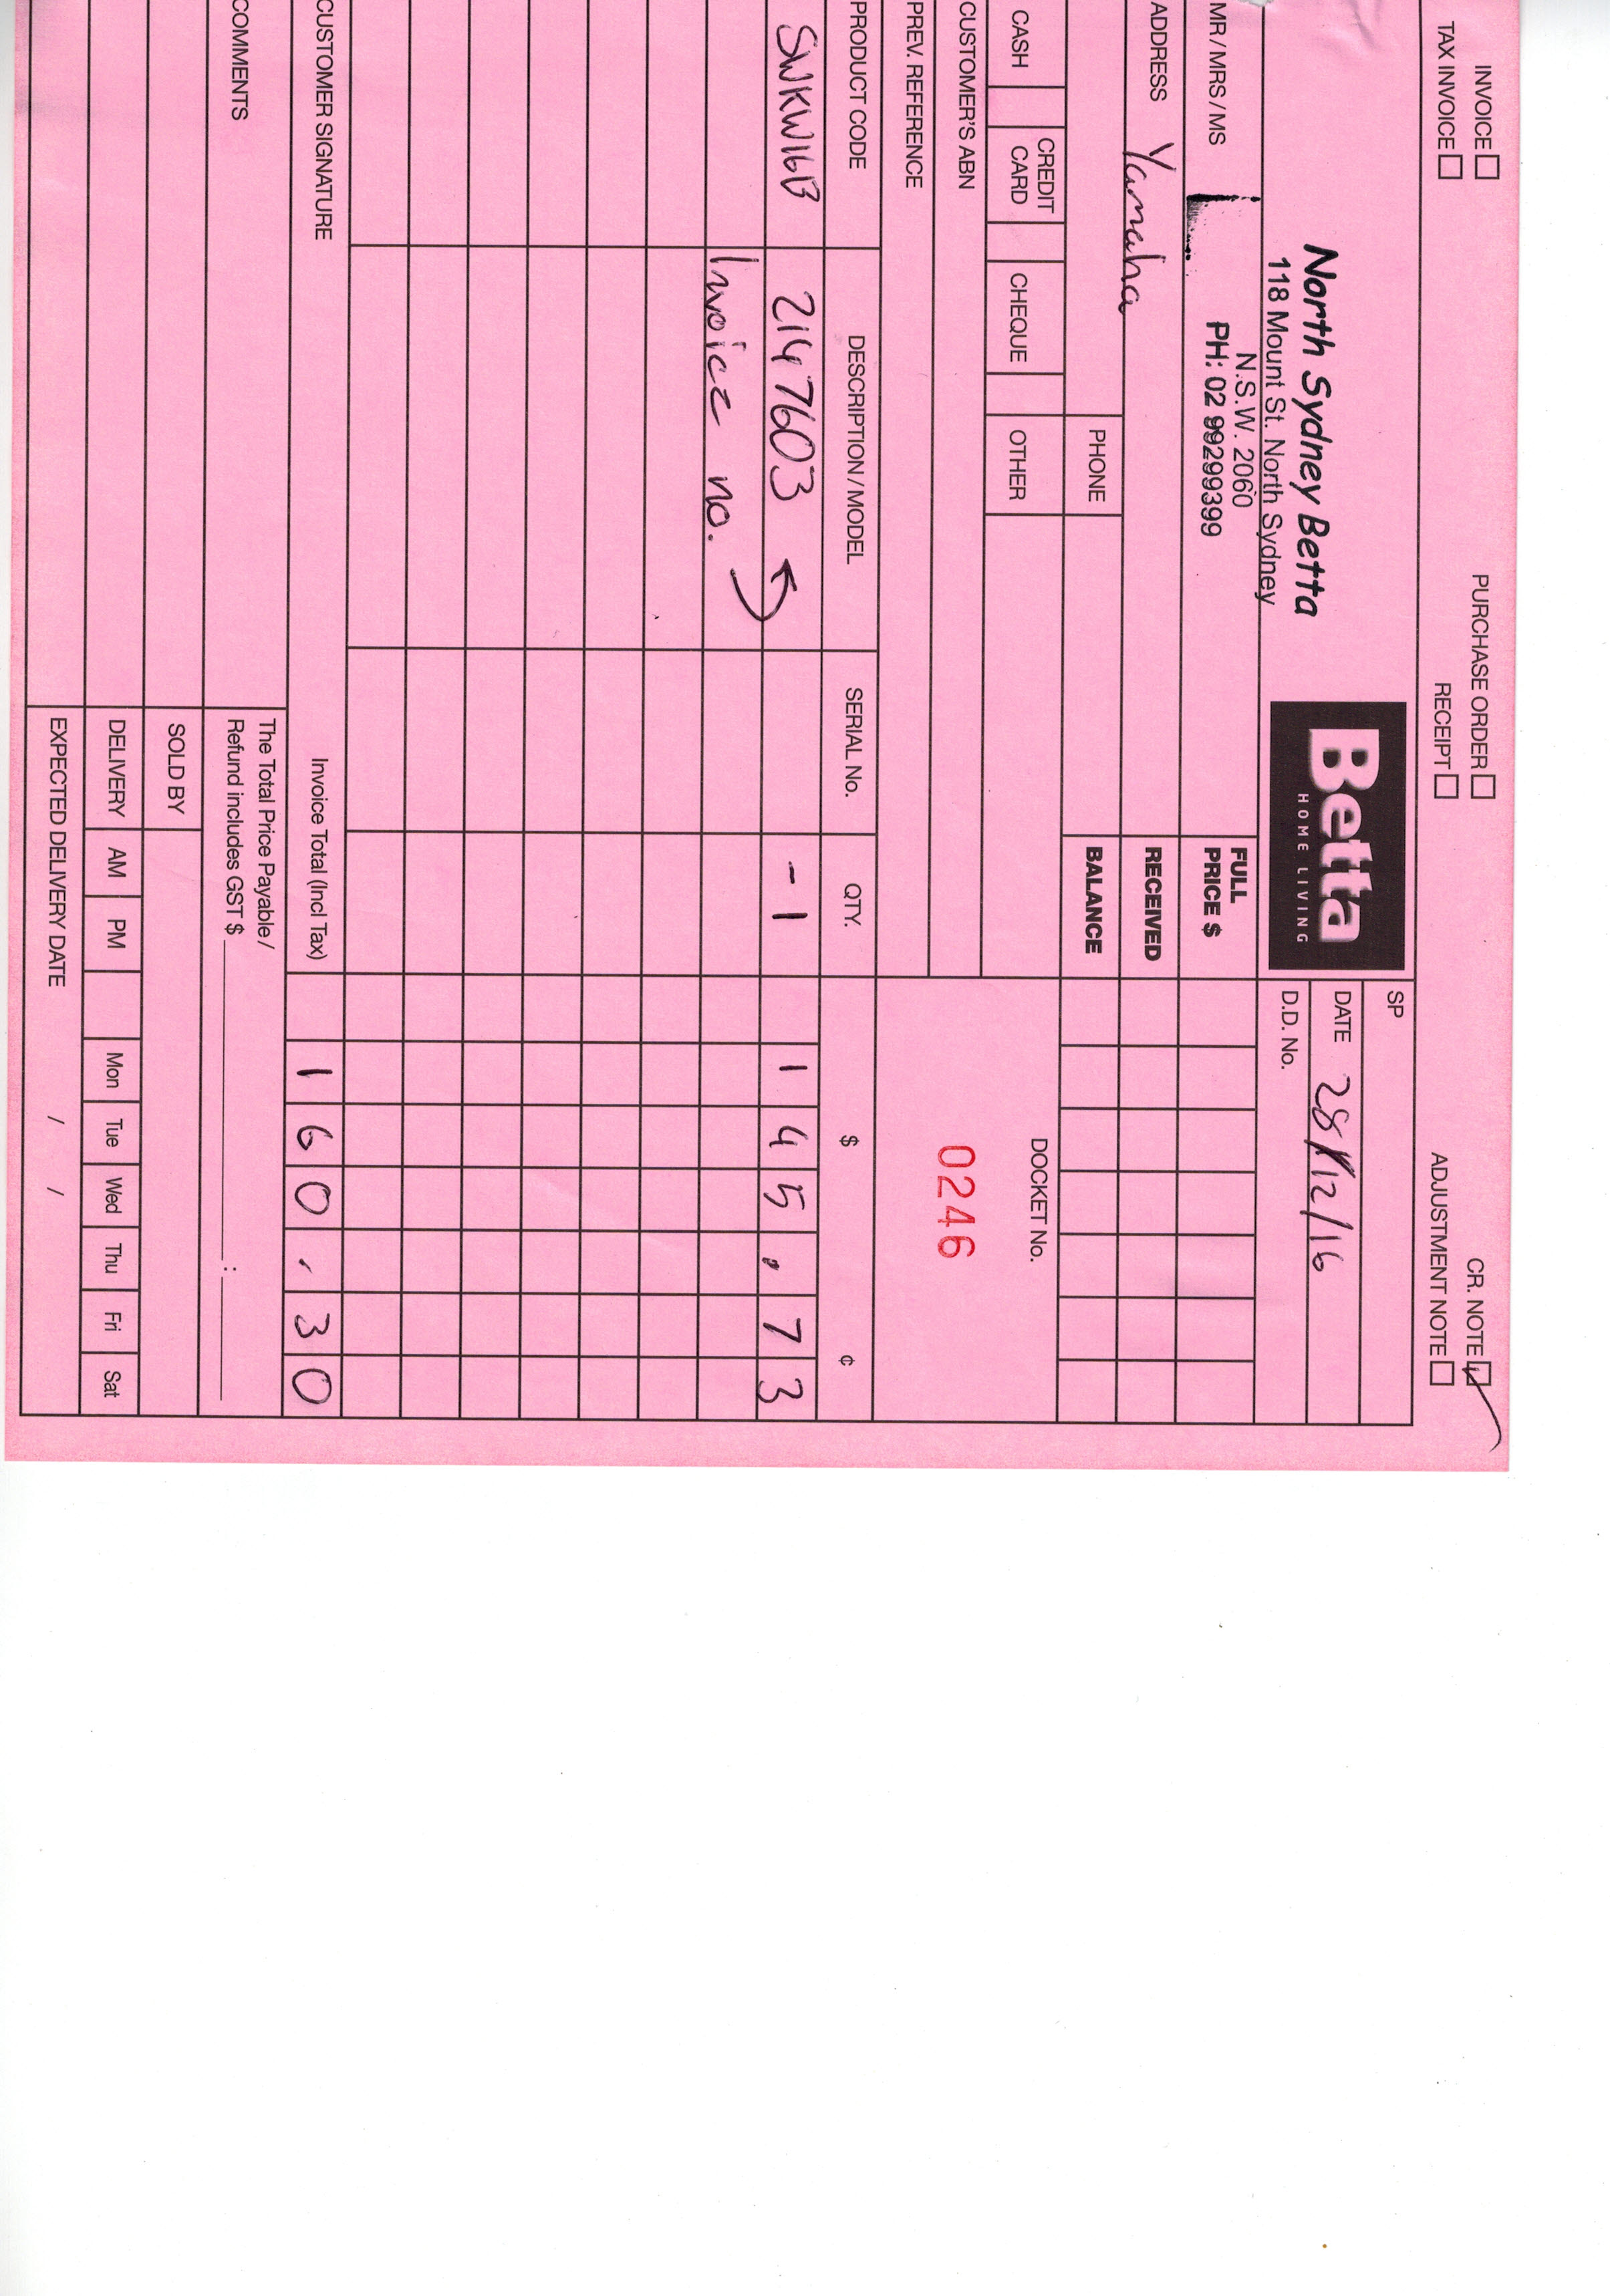 INVOICE PURCHASE ORDER CR. NOTE
TAX INVOICE RECEIPT ADJUSTMENT NOTE
North Sydney Betta
118 Mount St. North Sydney
N.S.W. 2060
PH: 02 99299399
Betta
HOME LIVING
SP
DATE 28/12/16
D.D. No.
MR / MRS / MS
FULL PRICE $
ADDRESS Yamaha
RECEIVED
PHONE
BALANCE
CASH CREDIT CARD CHEQUE OTHER
DOCKET No.
0246
CUSTOMER'S ABN
PREV. REFERENCE
PRODUCT CODE DESCRIPTION / MODEL SERIAL No. QTY. $ ¢
SWKW16B 2147603 -1 145.73
Invoice no.
CUSTOMER SIGNATURE Invoice Total (Incl Tax) 160.30
The Total Price Payable /
Refund includes GST $ :
COMMENTS
SOLD BY
DELIVERY AM PM Mon Tue Wed Thu Fri Sat
EXPECTED DELIVERY DATE / /